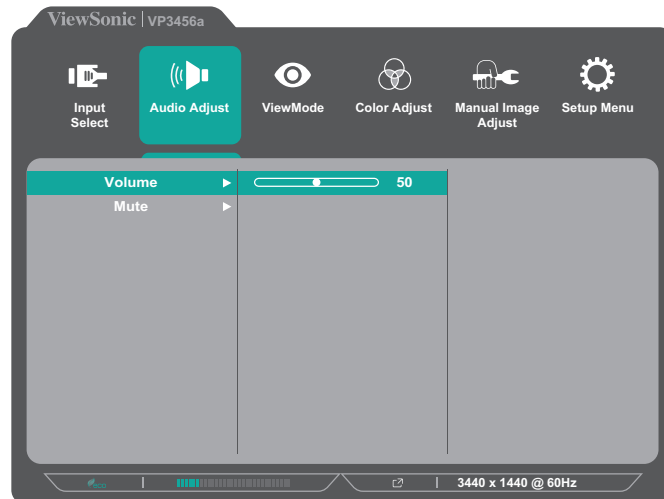 ViewSonic | VP3456a
Input Select
Audio Adjust
ViewMode
Color Adjust
Manual Image Adjust
Setup Menu
Volume
50
Mute
eco
3440 x 1440 @ 60Hz